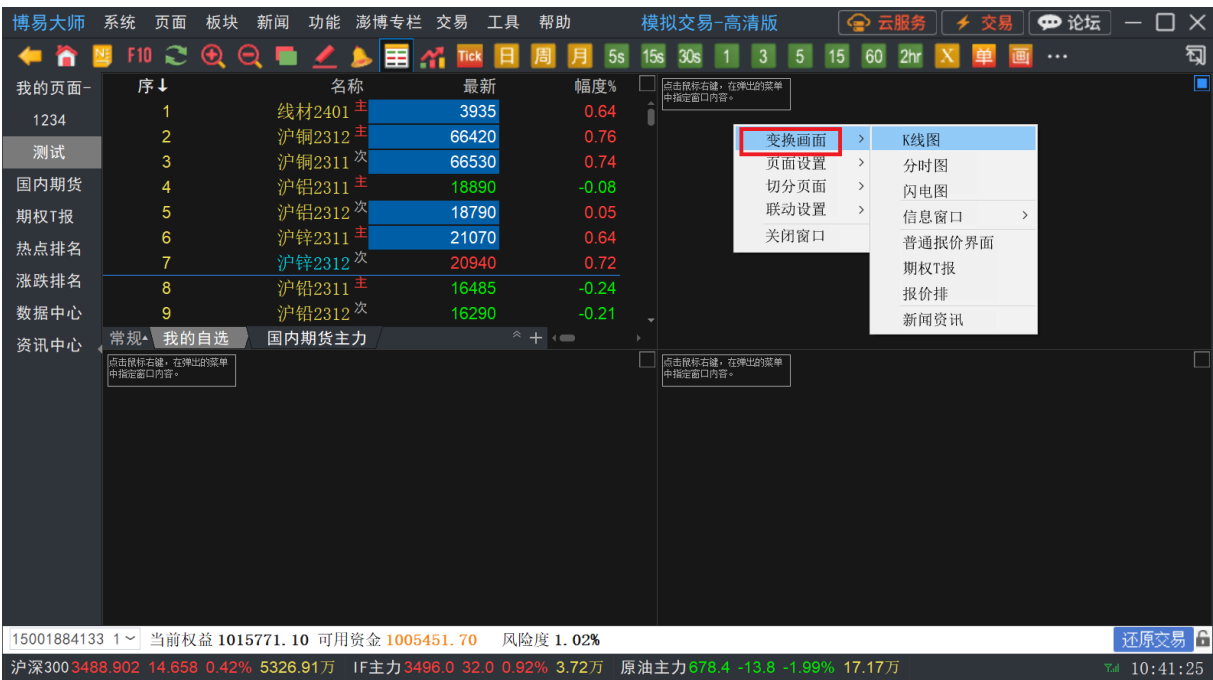 博易大师 系统 页面 板块 新闻 功能 澎博专栏 交易 工具 帮助 模拟交易-高清版 云服务 交易 论坛
F10 Tick 日 周 月 5s 15s 30s 1 3 5 15 60 2hr X 单 画 ...
我的页面-
1234
测试
国内期货
期权T报
热点排名
涨跌排名
数据中心
资讯中心
序↓ 名称 最新 幅度%
1 线材2401 主 3935 0.64
2 沪铜2312 主 66420 0.76
3 沪铜2311 次 66530 0.74
4 沪铝2311 主 18890 -0.08
5 沪铝2312 次 18790 0.05
6 沪锌2311 主 21070 0.64
7 沪锌2312 次 20940 0.72
8 沪铅2311 主 16485 -0.24
9 沪铅2312 次 16290 -0.21
常规 我的自选 国内期货主力
点击鼠标右键，在弹出的菜单
中指定窗口内容。
变换画面 >
页面设置 >
切分页面 >
联动设置 >
关闭窗口
K线图
分时图
闪电图
信息窗口 >
普通报价界面
期权T报
报价排
新闻资讯
点击鼠标右键，在弹出的菜单
中指定窗口内容。
点击鼠标右键，在弹出的菜单
中指定窗口内容。
15001884133 1 当前权益 1015771.10 可用资金 1005451.70 风险度 1.02% 还原交易
沪深300 3488.902 14.658 0.42% 5326.91万 IF主力 3496.0 32.0 0.92% 3.72万 原油主力 678.4 -13.8 -1.99% 17.17万 10:41:25